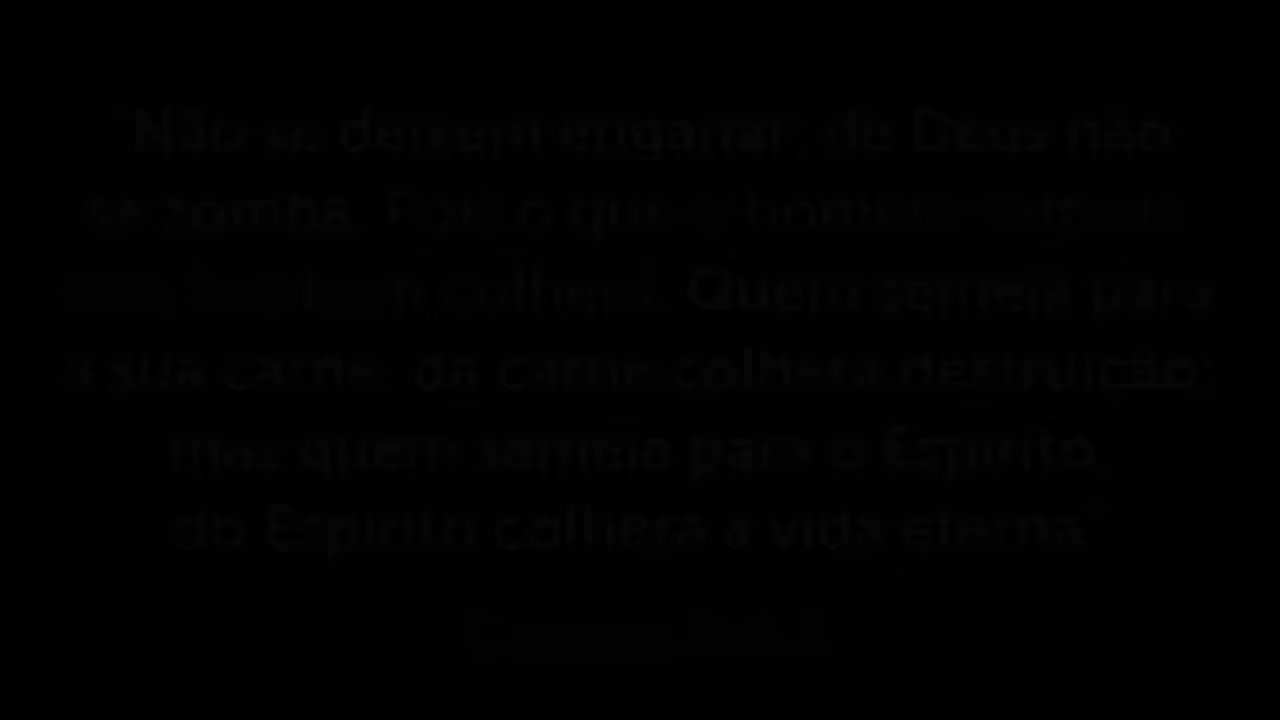 "Não se deixem enganar: de Deus não
se zomba. Pois o que o homem semear
também colherá. Quem semeia para
a sua carne, da carne colherá destruição;
mas quem semeia para o Espírito,
do Espírito colherá a vida eterna"